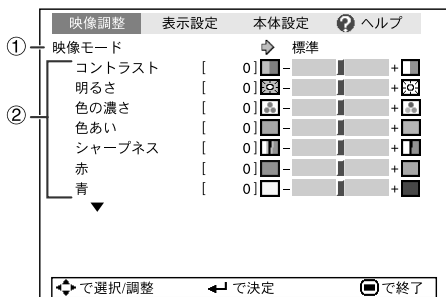 映像調整 表示設定 本体設定 ? ヘルプ
① 映像モード 標準
② コントラスト [ 0 ] - +
明るさ [ 0 ] - +
色の濃さ [ 0 ] - +
色あい [ 0 ] - +
シャープネス [ 0 ] - +
赤 [ 0 ] - +
青 [ 0 ] - +
で選択/調整 で決定 で終了